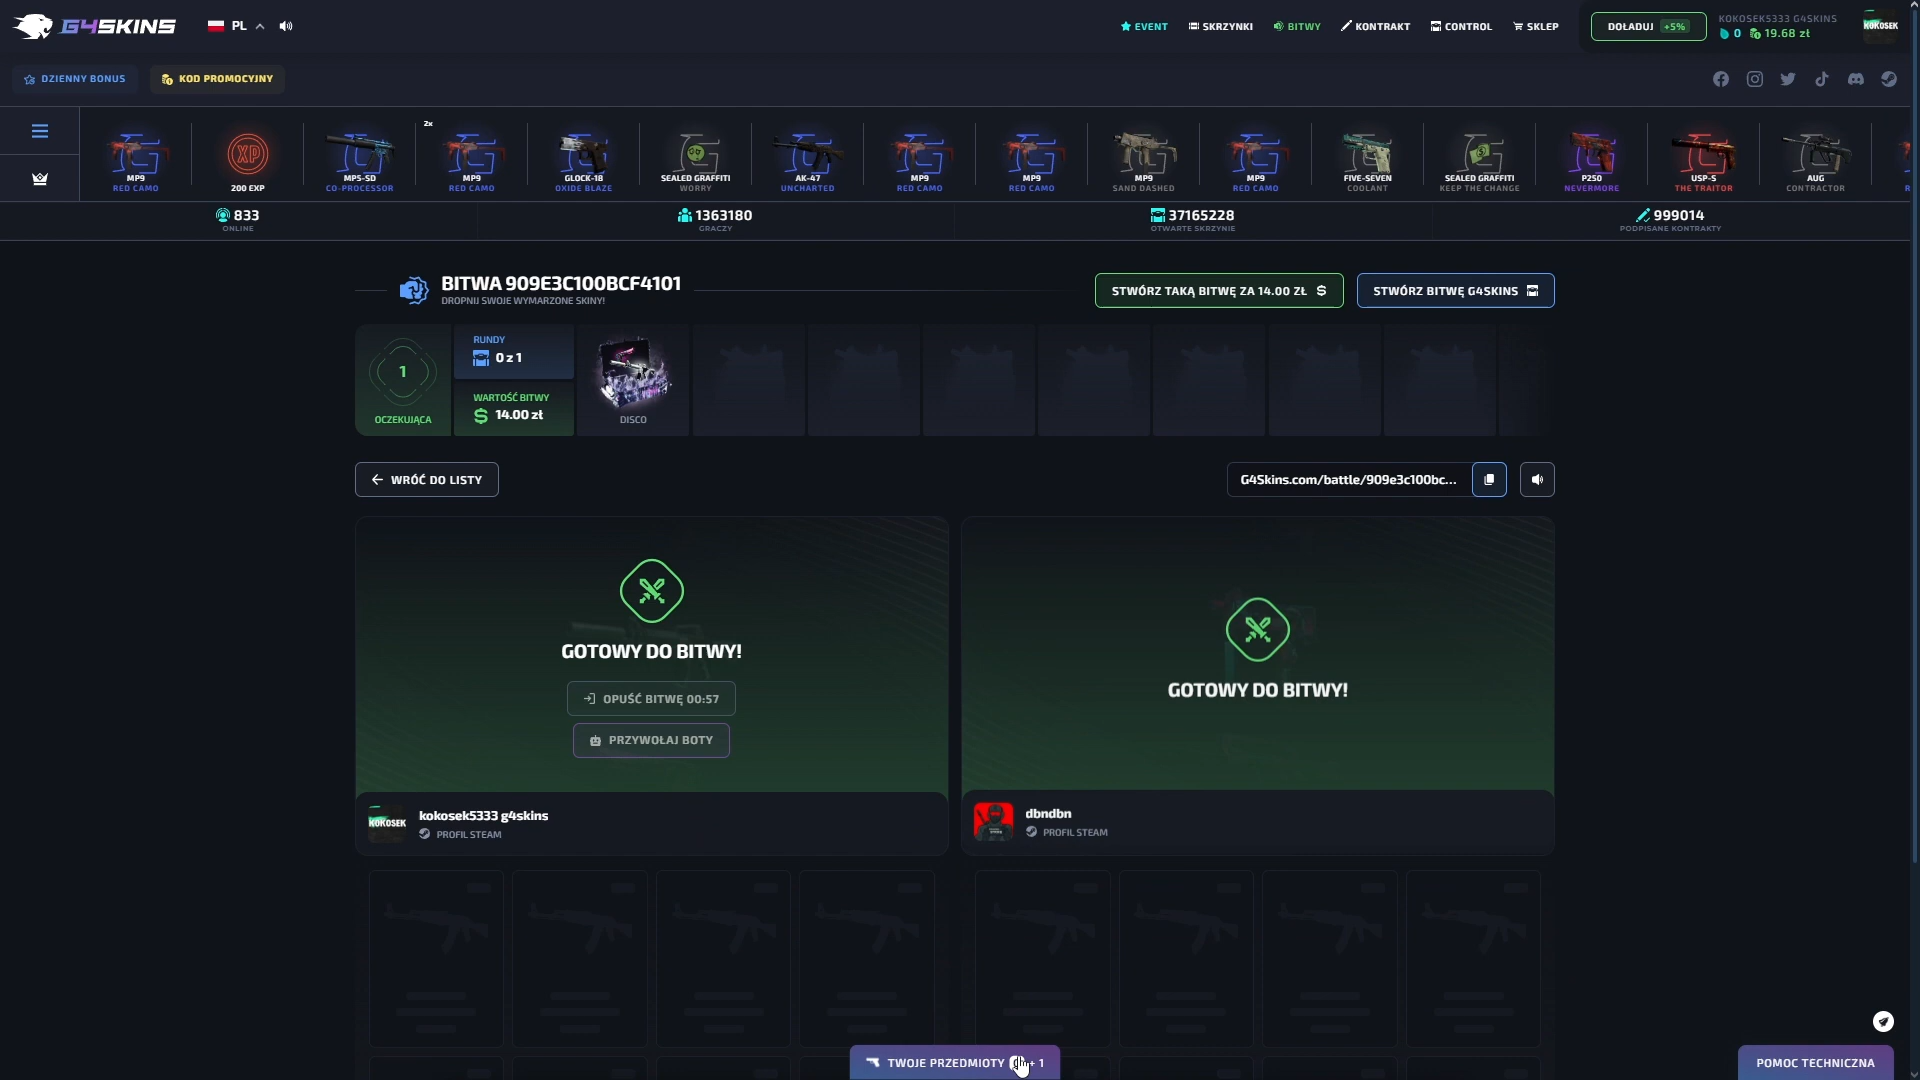 G4SKINS
PL
EVENT
SKRZYNKI
BITWY
KONTRAKT
CONTROL
SKLEP
DOŁADUJ +5%
KOKOSEK5333 G4SKINS
0 19.68 zł
KOKOSEK
DZIENNY BONUS
KOD PROMOCYJNY
MP9
RED CAMO
XP
200 EXP
MP5-SD
CO-PROCESSOR
2x
MP9
RED CAMO
GLOCK-18
OXIDE BLAZE
SEALED GRAFFITI
WORRY
AK-47
UNCHARTED
MP9
RED CAMO
MP9
RED CAMO
MP9
SAND DASHED
MP9
RED CAMO
FIVE-SEVEN
COOLANT
SEALED GRAFFITI
KEEP THE CHANGE
P250
NEVERMORE
USP-S
THE TRAITOR
AUG
CONTRACTOR
833
ONLINE
1363180
GRACZY
37165228
OTWARTE SKRZYNIE
999014
PODPISANE KONTRAKTY
BITWA 909E3C100BCF4101
DROPNIJ SWOJE WYMARZONE SKINY!
STWÓRZ TAKĄ BITWĘ ZA 14.00 ZŁ
STWÓRZ BITWĘ G4SKINS
1
OCZEKUJĄCA
RUNDY
0 z 1
WARTOŚĆ BITWY
14.00 zł
DISCO
WRÓĆ DO LISTY
G4Skins.com/battle/909e3c100bc...
GOTOWY DO BITWY!
OPUŚĆ BITWĘ 00:57
PRZYWOŁAJ BOTY
GOTOWY DO BITWY!
KOKOSEK
kokosek5333 g4skins
PROFIL STEAM
dbndbn
PROFIL STEAM
TWOJE PRZEDMIOTY
+ 1
POMOC TECHNICZNA